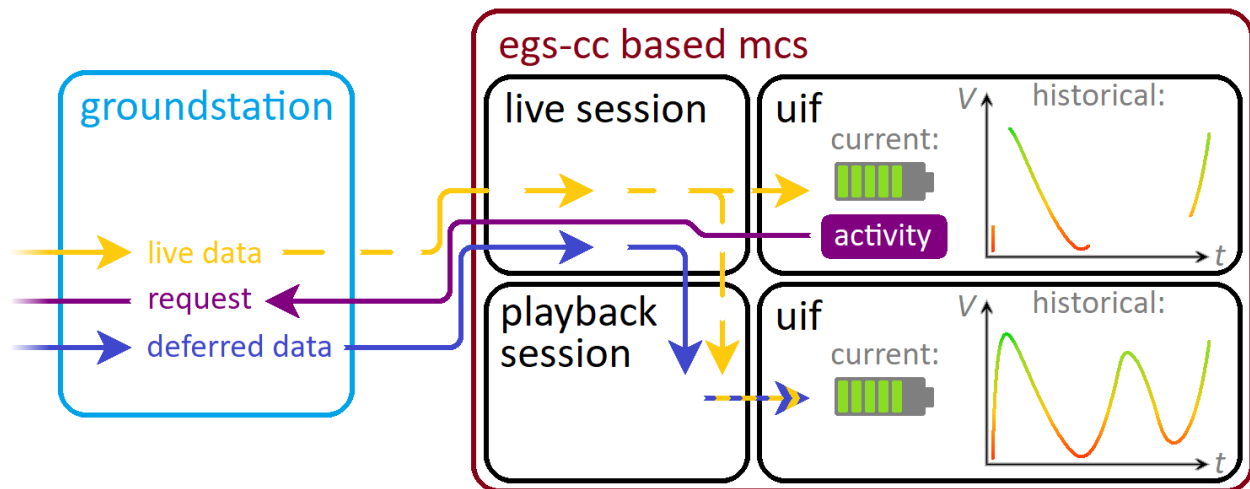 egs-cc based mcs
groundstation
live data
request
deferred data
live session
uif
current:
activity
V
historical:
t
playback
session
uif
current:
V
historical:
t